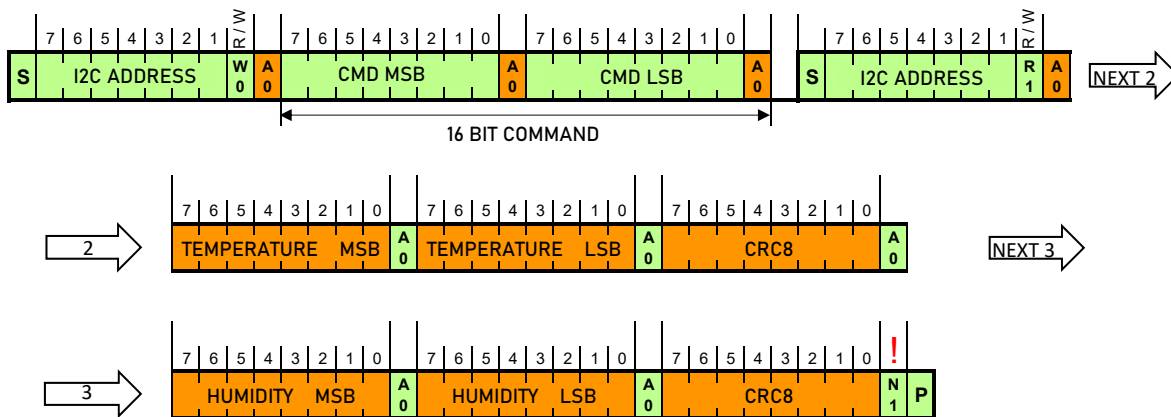 7 6 5 4 3 2 1 R / W 7 6 5 4 3 2 1 0 7 6 5 4 3 2 1 0 7 6 5 4 3 2 1 R / W
S I2C ADDRESS W 0 A 0 CMD MSB A 0 CMD LSB A 0 S I2C ADDRESS R 1 A 0 NEXT 2
16 BIT COMMAND
7 6 5 4 3 2 1 0 7 6 5 4 3 2 1 0 7 6 5 4 3 2 1 0
2 TEMPERATURE MSB A 0 TEMPERATURE LSB A 0 CRC8 A 0 NEXT 3
7 6 5 4 3 2 1 0 7 6 5 4 3 2 1 0 7 6 5 4 3 2 1 0 !
3 HUMIDITY MSB A 0 HUMIDITY LSB A 0 CRC8 N 1 P